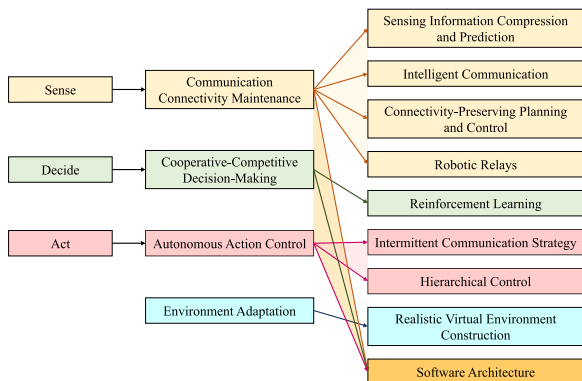 Sense
Decide
Act
Communication
Connectivity Maintenance
Cooperative-Competitive
Decision-Making
Autonomous Action Control
Environment Adaptation
Sensing Information Compression
and Prediction
Intelligent Communication
Connectivity-Preserving Planning
and Control
Robotic Relays
Reinforcement Learning
Intermittent Communication Strategy
Hierarchical Control
Realistic Virtual Environment
Construction
Software Architecture